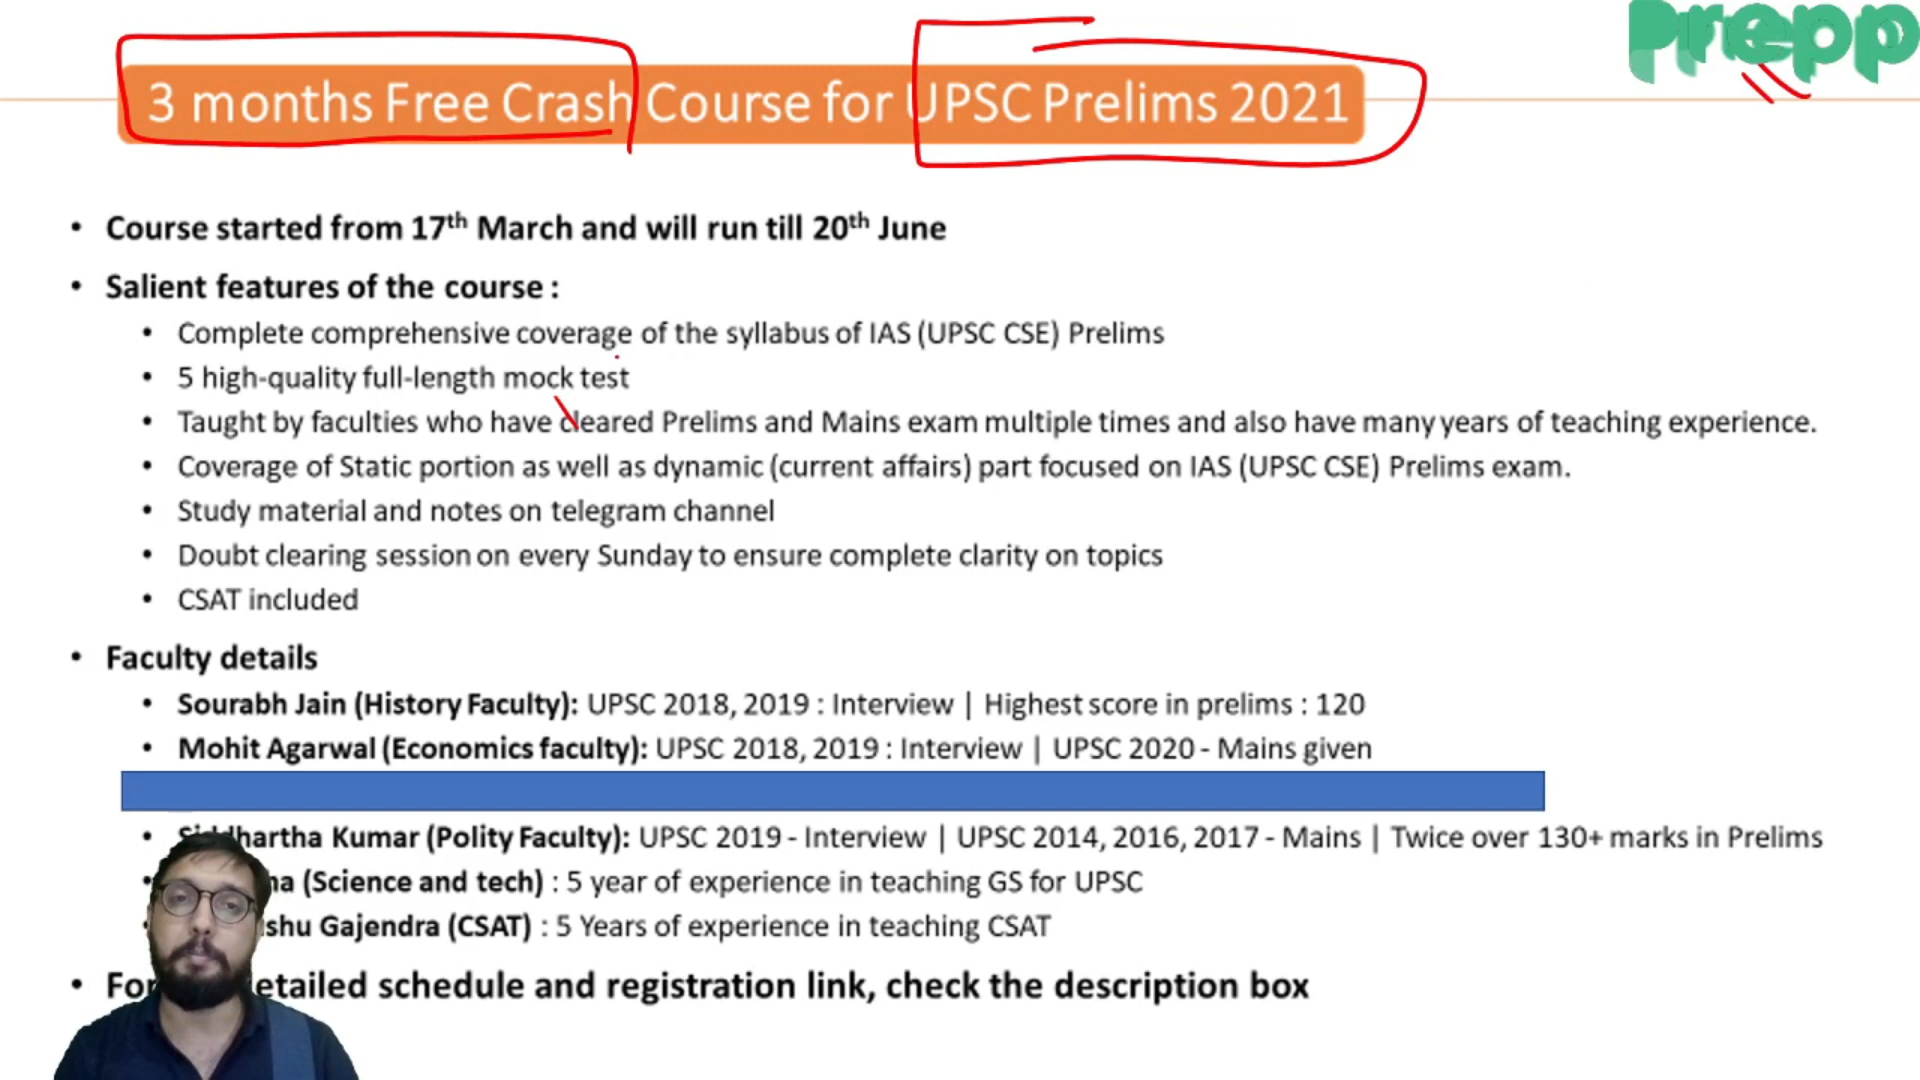 prepp
3 months Free Crash Course for UPSC Prelims 2021
• Course started from 17th March and will run till 20th June
• Salient features of the course :
• Complete comprehensive coverage of the syllabus of IAS (UPSC CSE) Prelims
• 5 high-quality full-length mock test
• Taught by faculties who have cleared Prelims and Mains exam multiple times and also have many years of teaching experience.
• Coverage of Static portion as well as dynamic (current affairs) part focused on IAS (UPSC CSE) Prelims exam.
• Study material and notes on telegram channel
• Doubt clearing session on every Sunday to ensure complete clarity on topics
• CSAT included
• Faculty details
• Sourabh Jain (History Faculty): UPSC 2018, 2019 : Interview | Highest score in prelims : 120
• Mohit Agarwal (Economics faculty): UPSC 2018, 2019 : Interview | UPSC 2020 - Mains given
• Siddhartha Kumar (Polity Faculty): UPSC 2019 - Interview | UPSC 2014, 2016, 2017 - Mains | Twice over 130+ marks in Prelims
• (Science and tech) : 5 year of experience in teaching GS for UPSC
Gajendra (CSAT) : 5 Years of experience in teaching CSAT
• For detailed schedule and registration link, check the description box